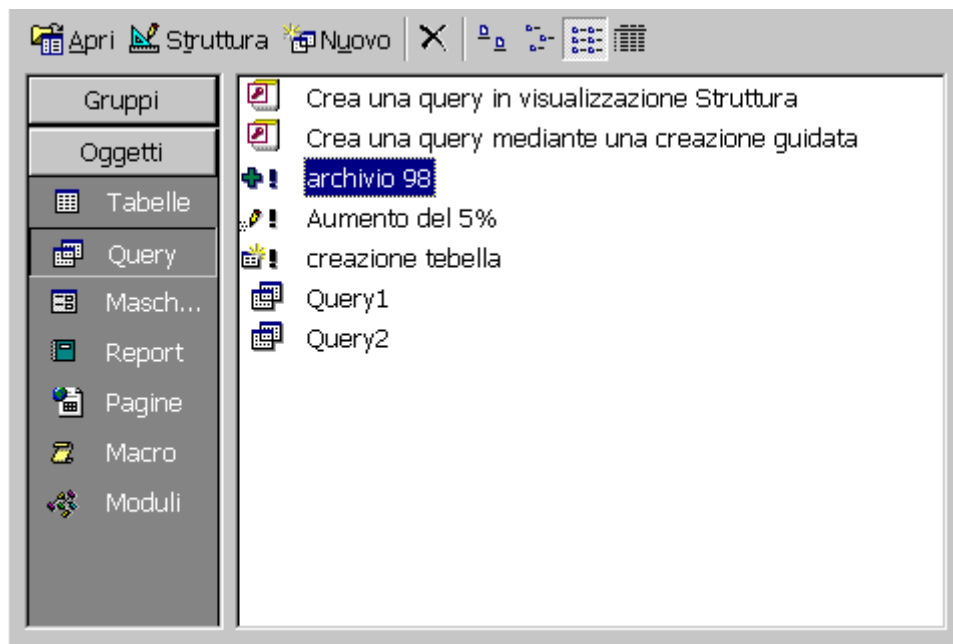 Apri Struttura Nuovo
Gruppi
Oggetti
Tabelle
Query
Masch...
Report
Pagine
Macro
Moduli
Crea una query in visualizzazione Struttura
Crea una query mediante una creazione guidata
archivio 98
Aumento del 5%
creazione tebella
Query1
Query2